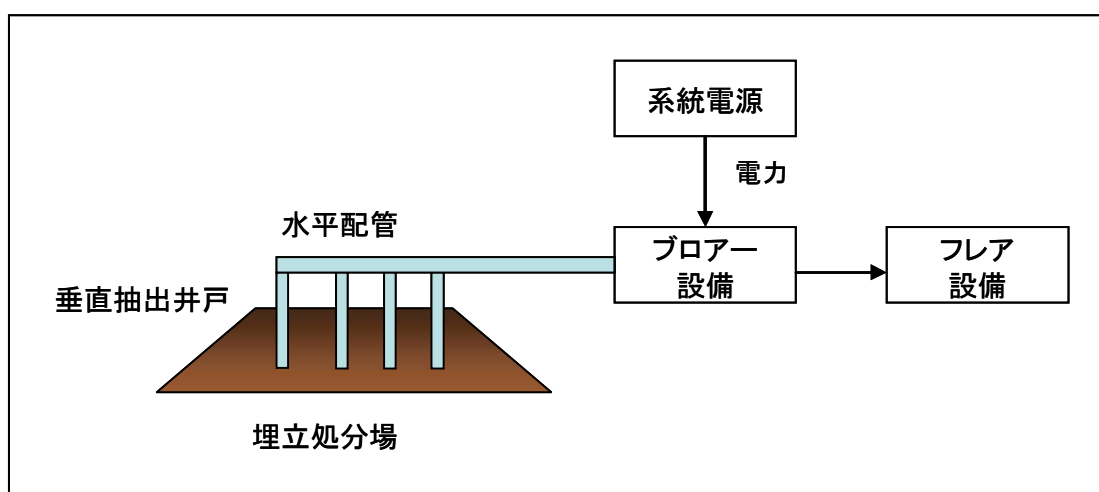 系統電源
電力
水平配管
ブロアー
設備
フレア
設備
垂直抽出井戸
埋立処分場